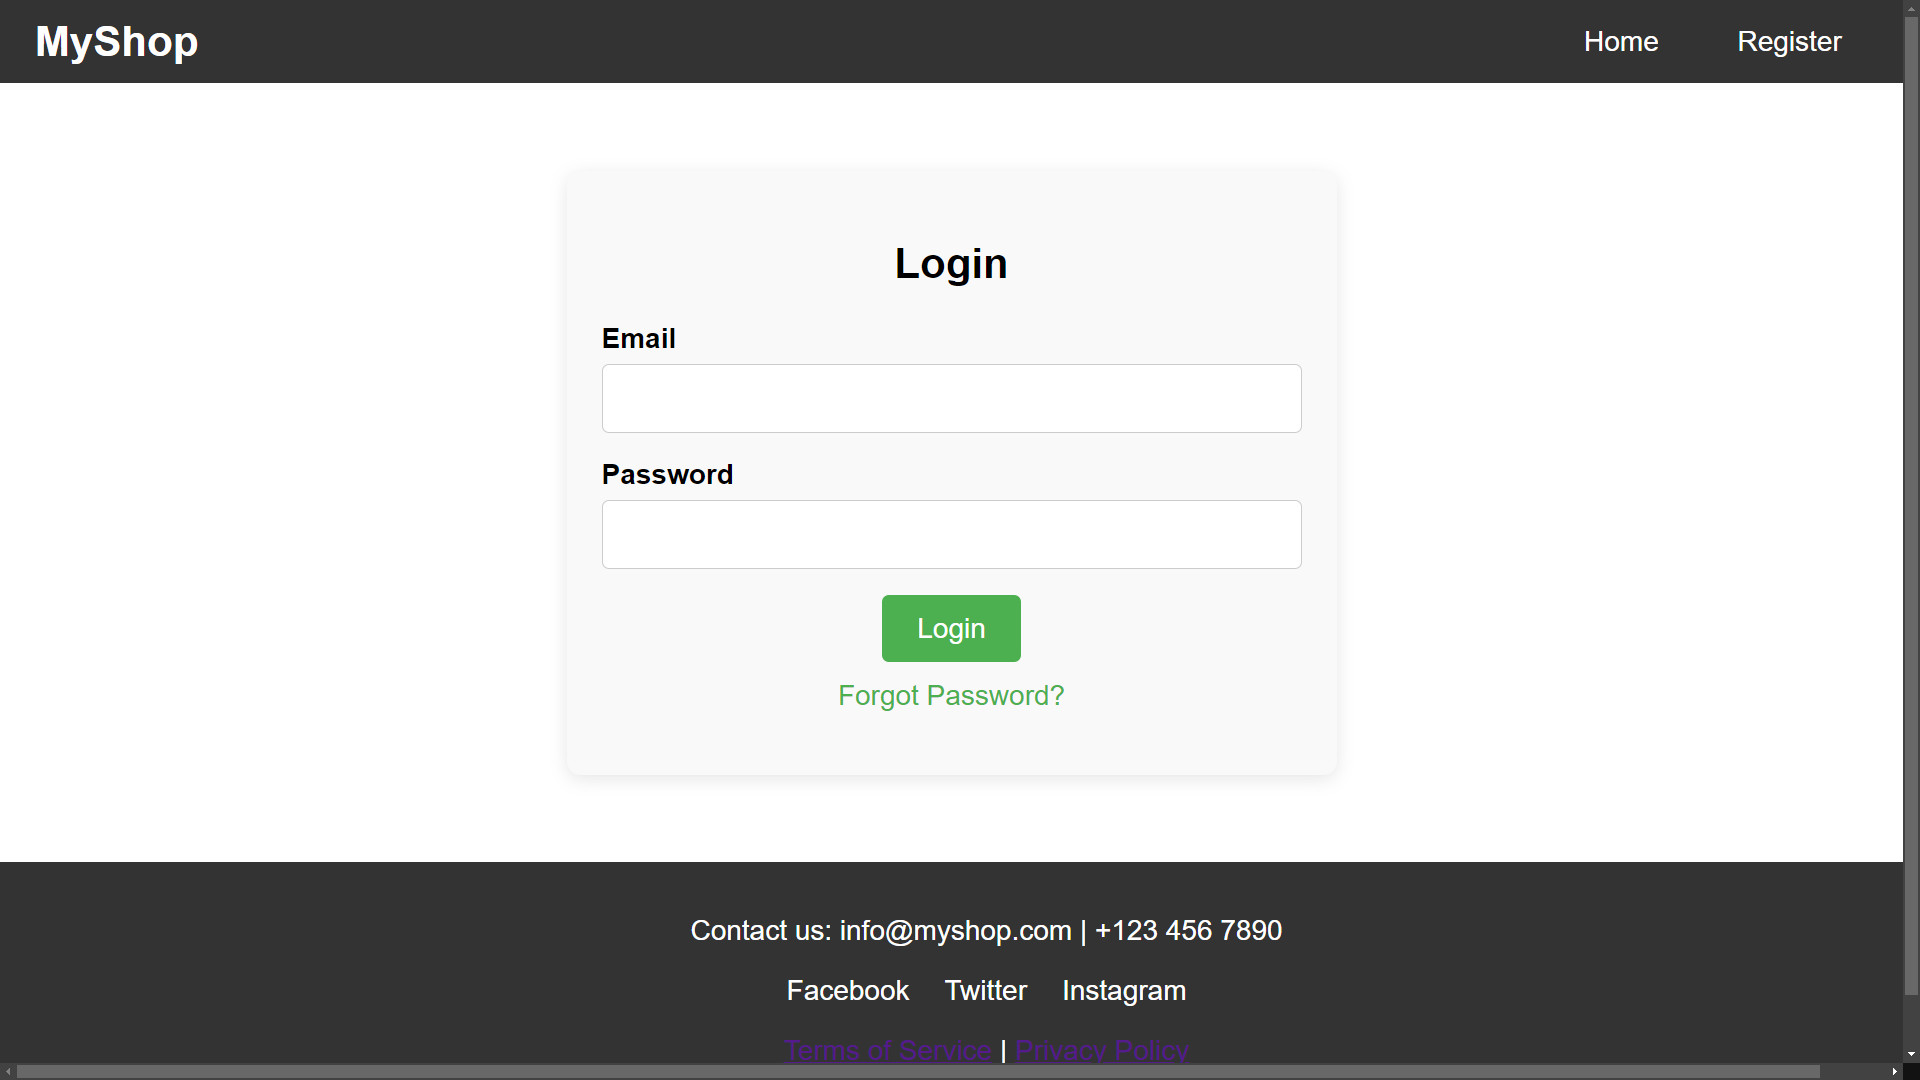 MyShop
Home Register
Login
Email
Password
Login
Forgot Password?
Contact us: info@myshop.com | +123 456 7890
Facebook Twitter Instagram
Terms of Service | Privacy Policy